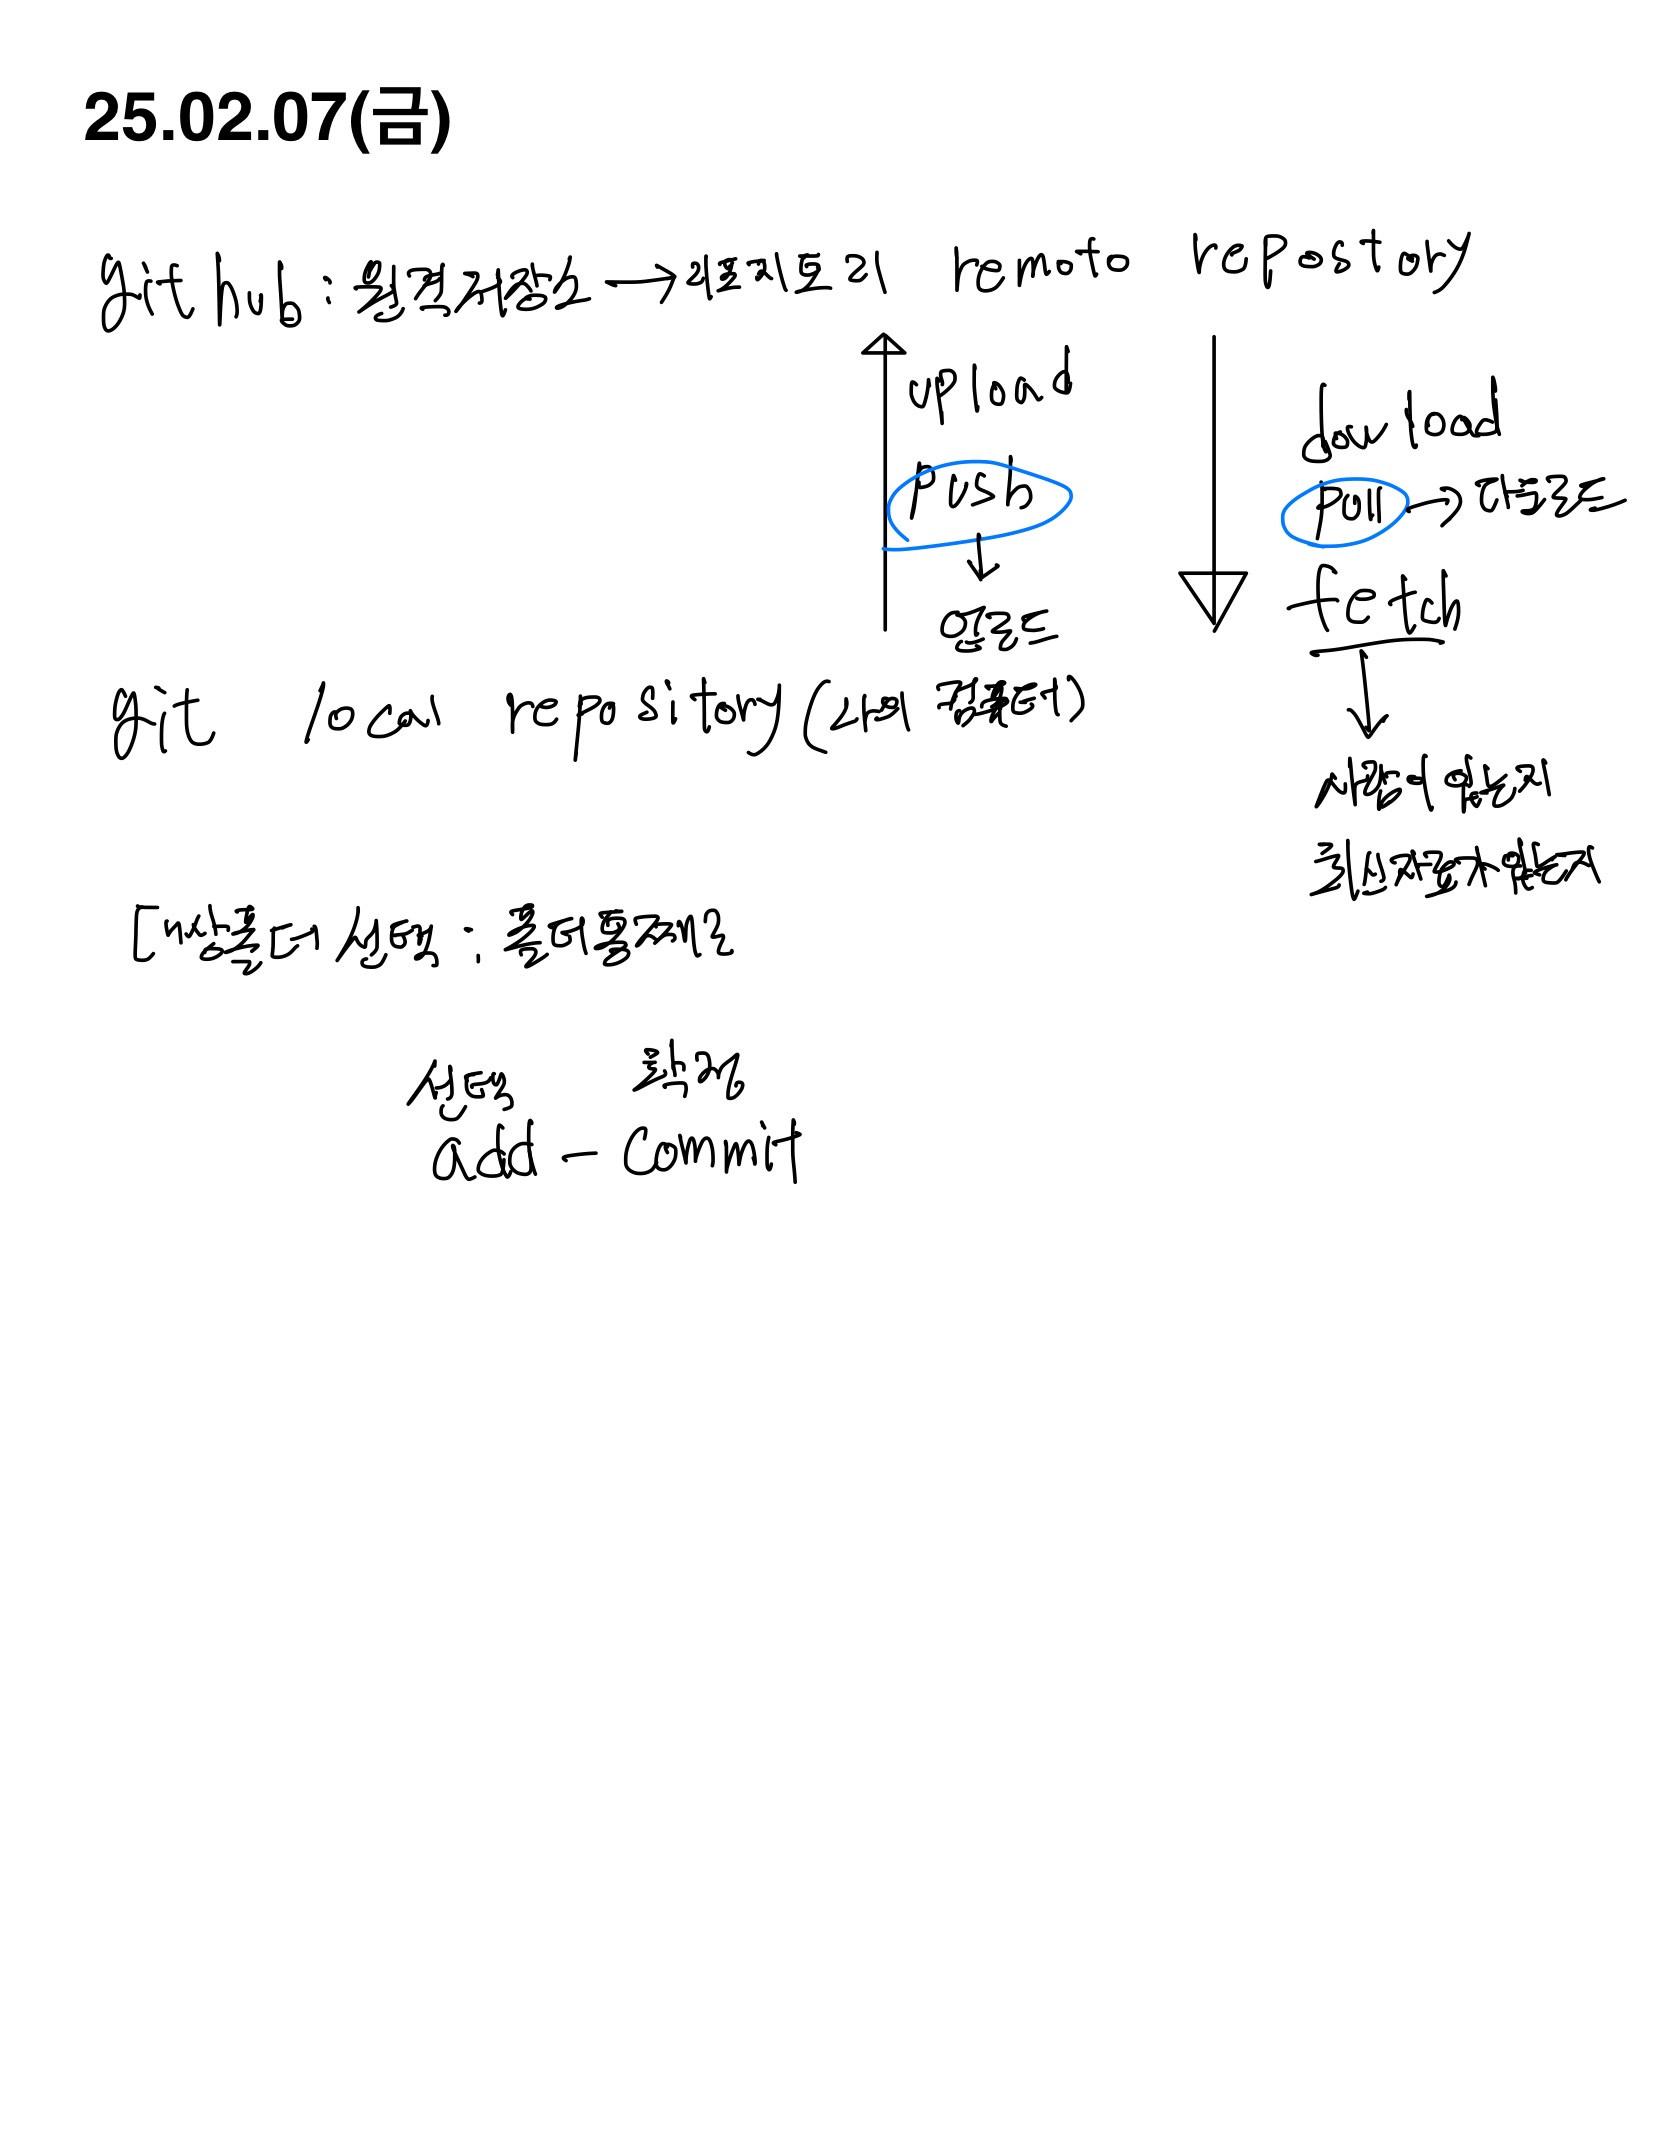 25.02.07(금)
git hub : 원격저장소 → 리포지토리 remoto repostory
upload
push
업로드
dowload
pull → 다운로드
fetch
사람이 있는지
최신자료가 있는지
git local repository (나의 컴퓨터)
[대상폴더 선택 : 폴더통째로
선택 확정
add - commit